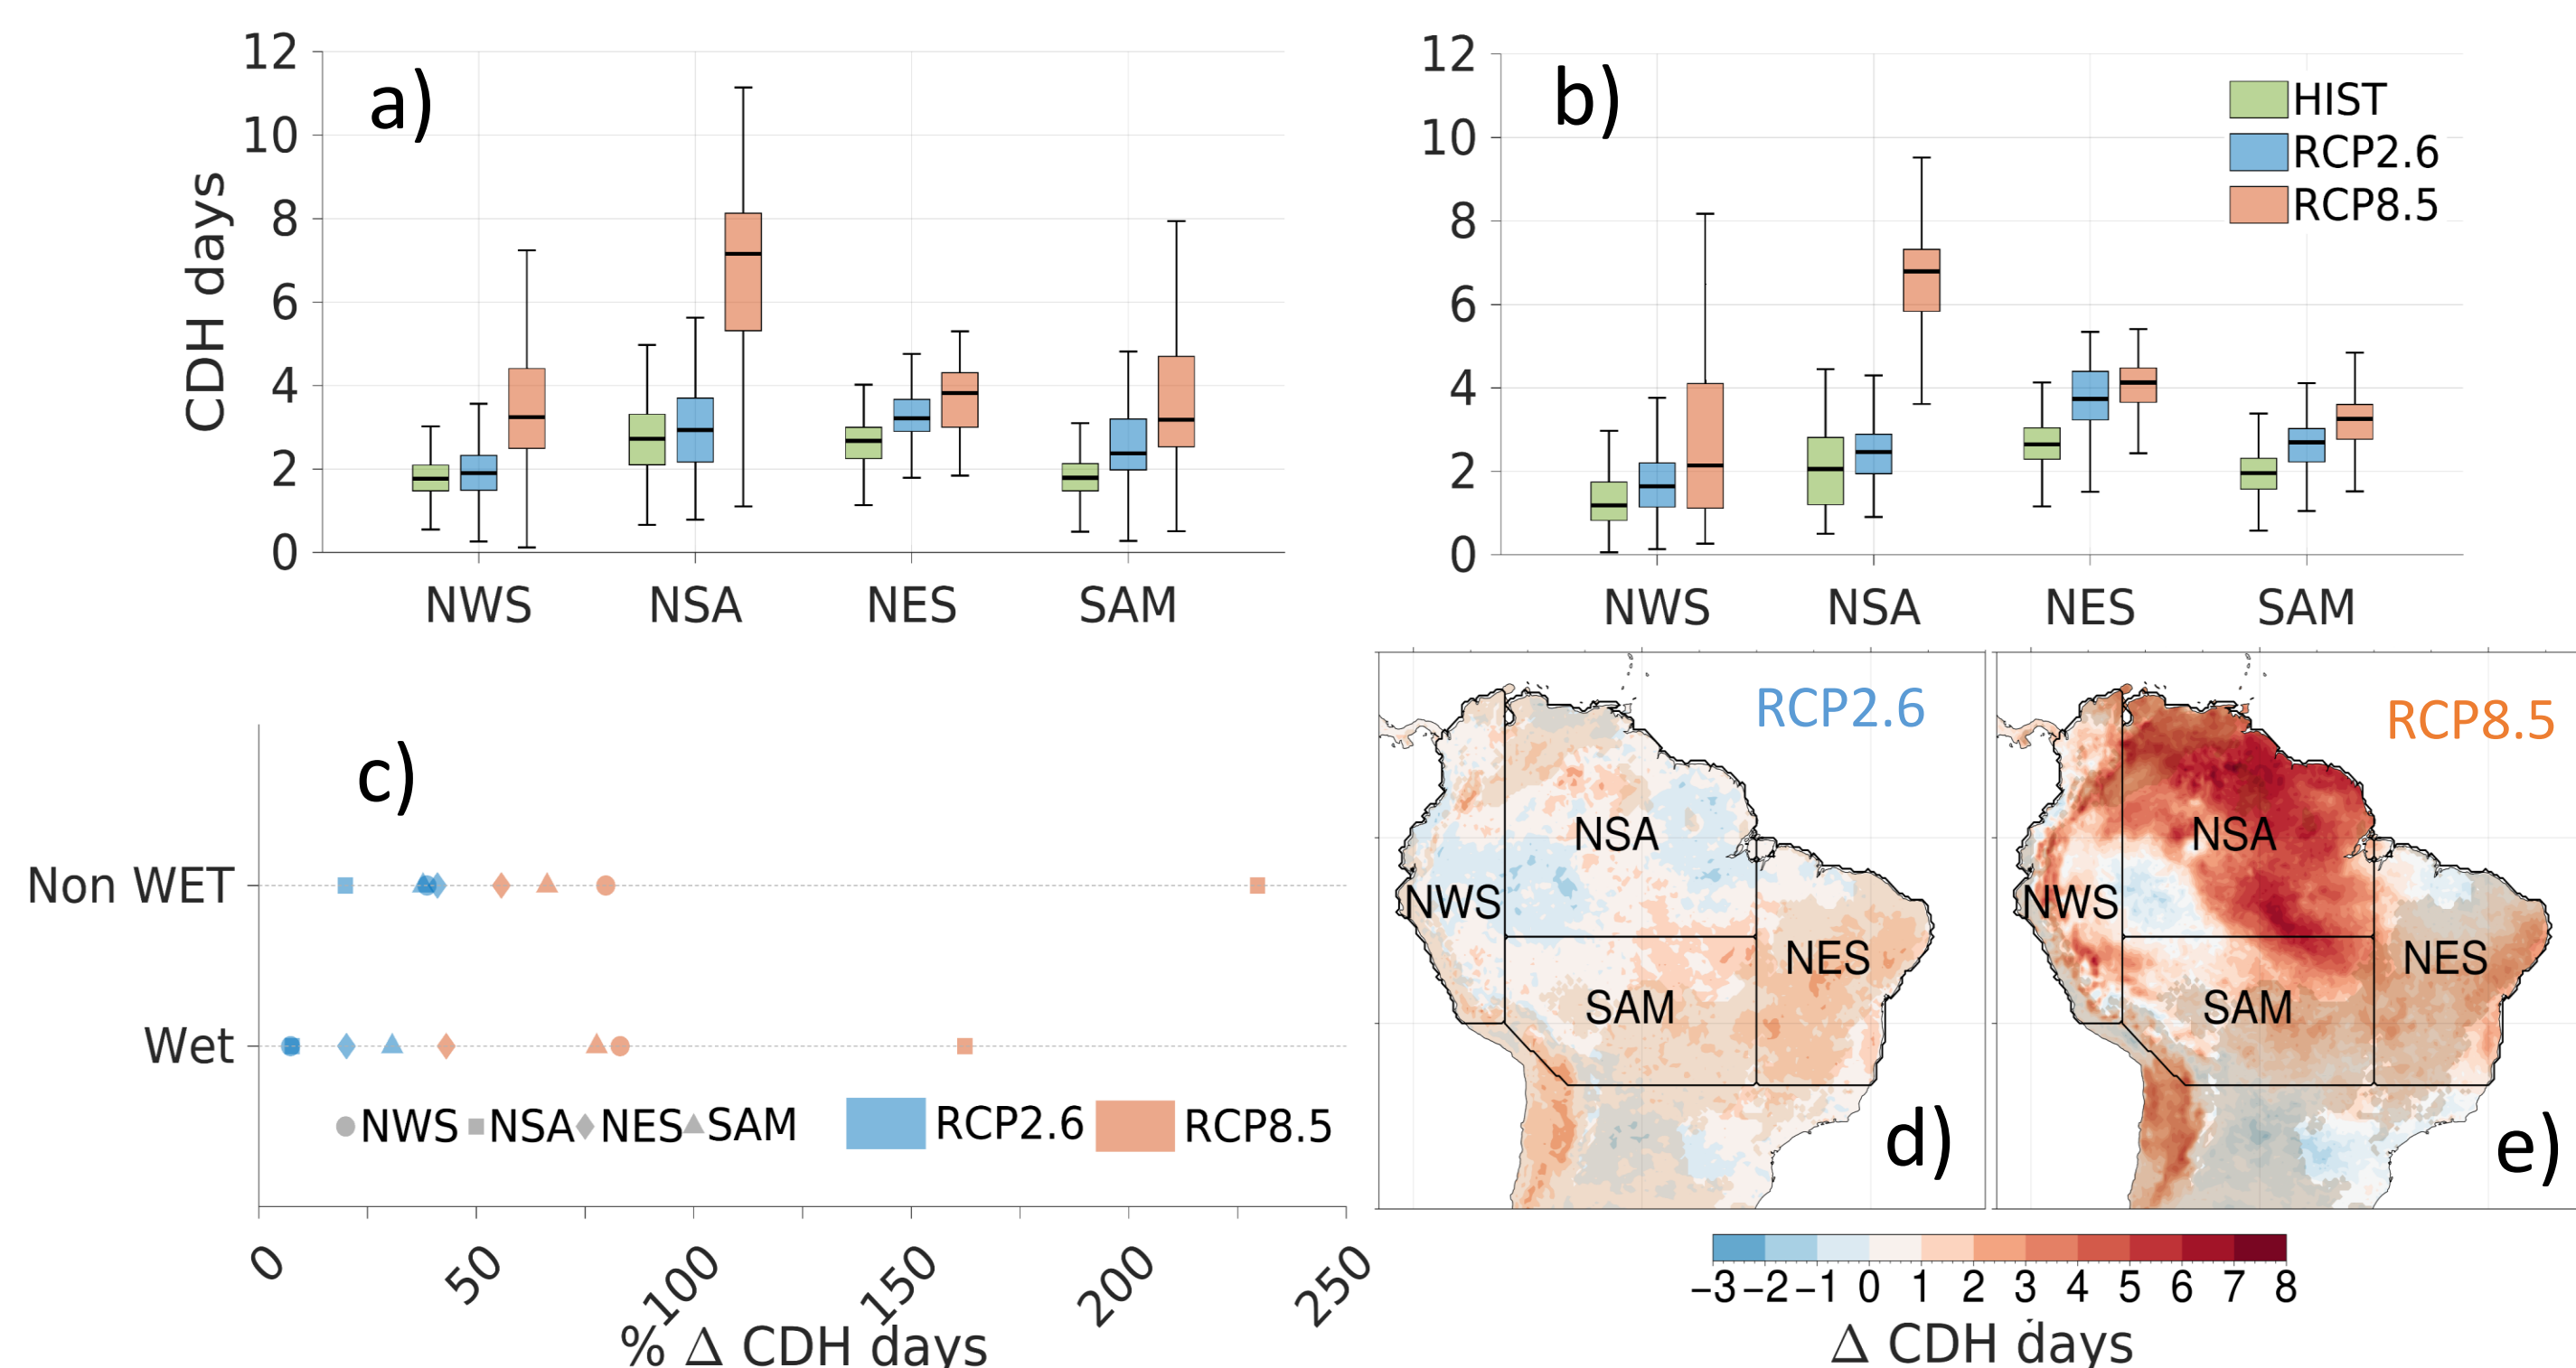 a)
12
10
8
6
4
2
0
CDH days
NWS NSA NES SAM
b)
12
10
8
6
4
2
0
HIST
RCP2.6
RCP8.5
NWS NSA NES SAM
c)
Non WET
Wet
NWS NSA NES SAM RCP2.6 RCP8.5
0 50 100 150 200 250
% Δ CDH days
RCP2.6
NSA
NWS
NES
SAM
d)
RCP8.5
NSA
NWS
NES
SAM
e)
−3 −2 −1 0 1 2 3 4 5 6 7 8
Δ CDH days